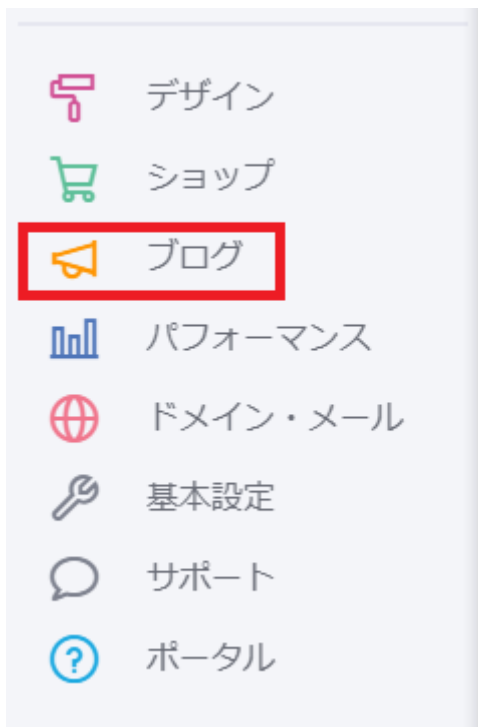 デザイン
ショップ
ブログ
パフォーマンス
ドメイン・メール
基本設定
サポート
ポータル